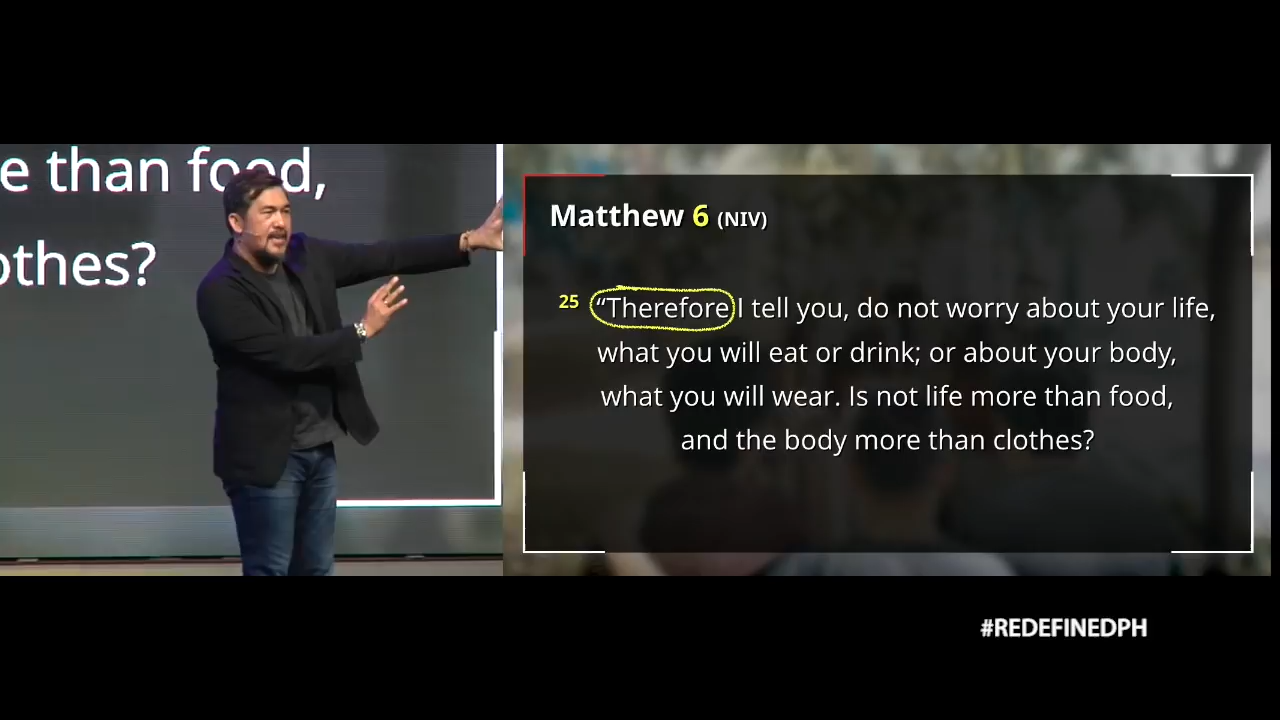 e than food,
othes?
Matthew 6 (NIV)
25 “Therefore I tell you, do not worry about your life,
what you will eat or drink; or about your body,
what you will wear. Is not life more than food,
and the body more than clothes?
#REDEFINEDPH